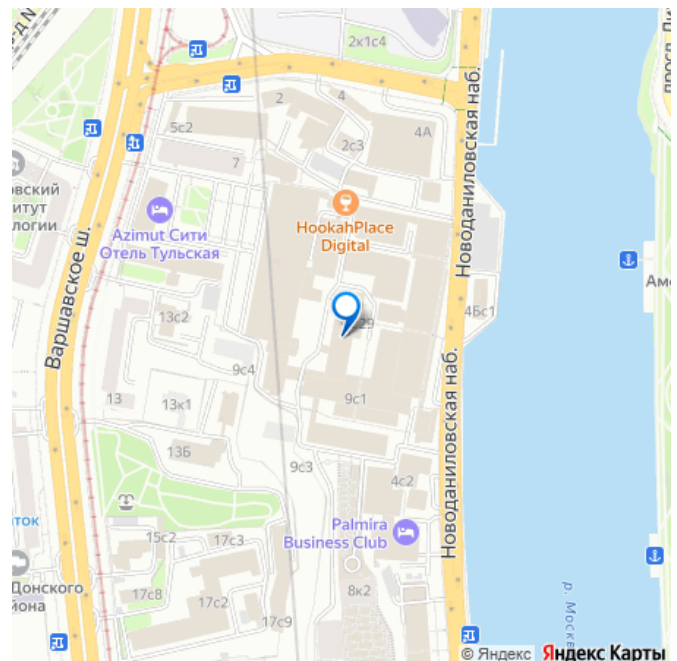 2к1с4
2
4
5с2
2с3
4А
7
HookahPlace
Digital
Azimut Сити
Отель Тульская
Варшавское ш.
Новоданиловская наб.
4Бс1
13с2
29
9с4
9с1
13
13к1
13Б
9с3
4с2
Palmira
Business Club
Новоданиловская наб.
15с2
17с3
17с8
17с2
17с9
8к2
Донского
© Яндекс Яндекс Карты